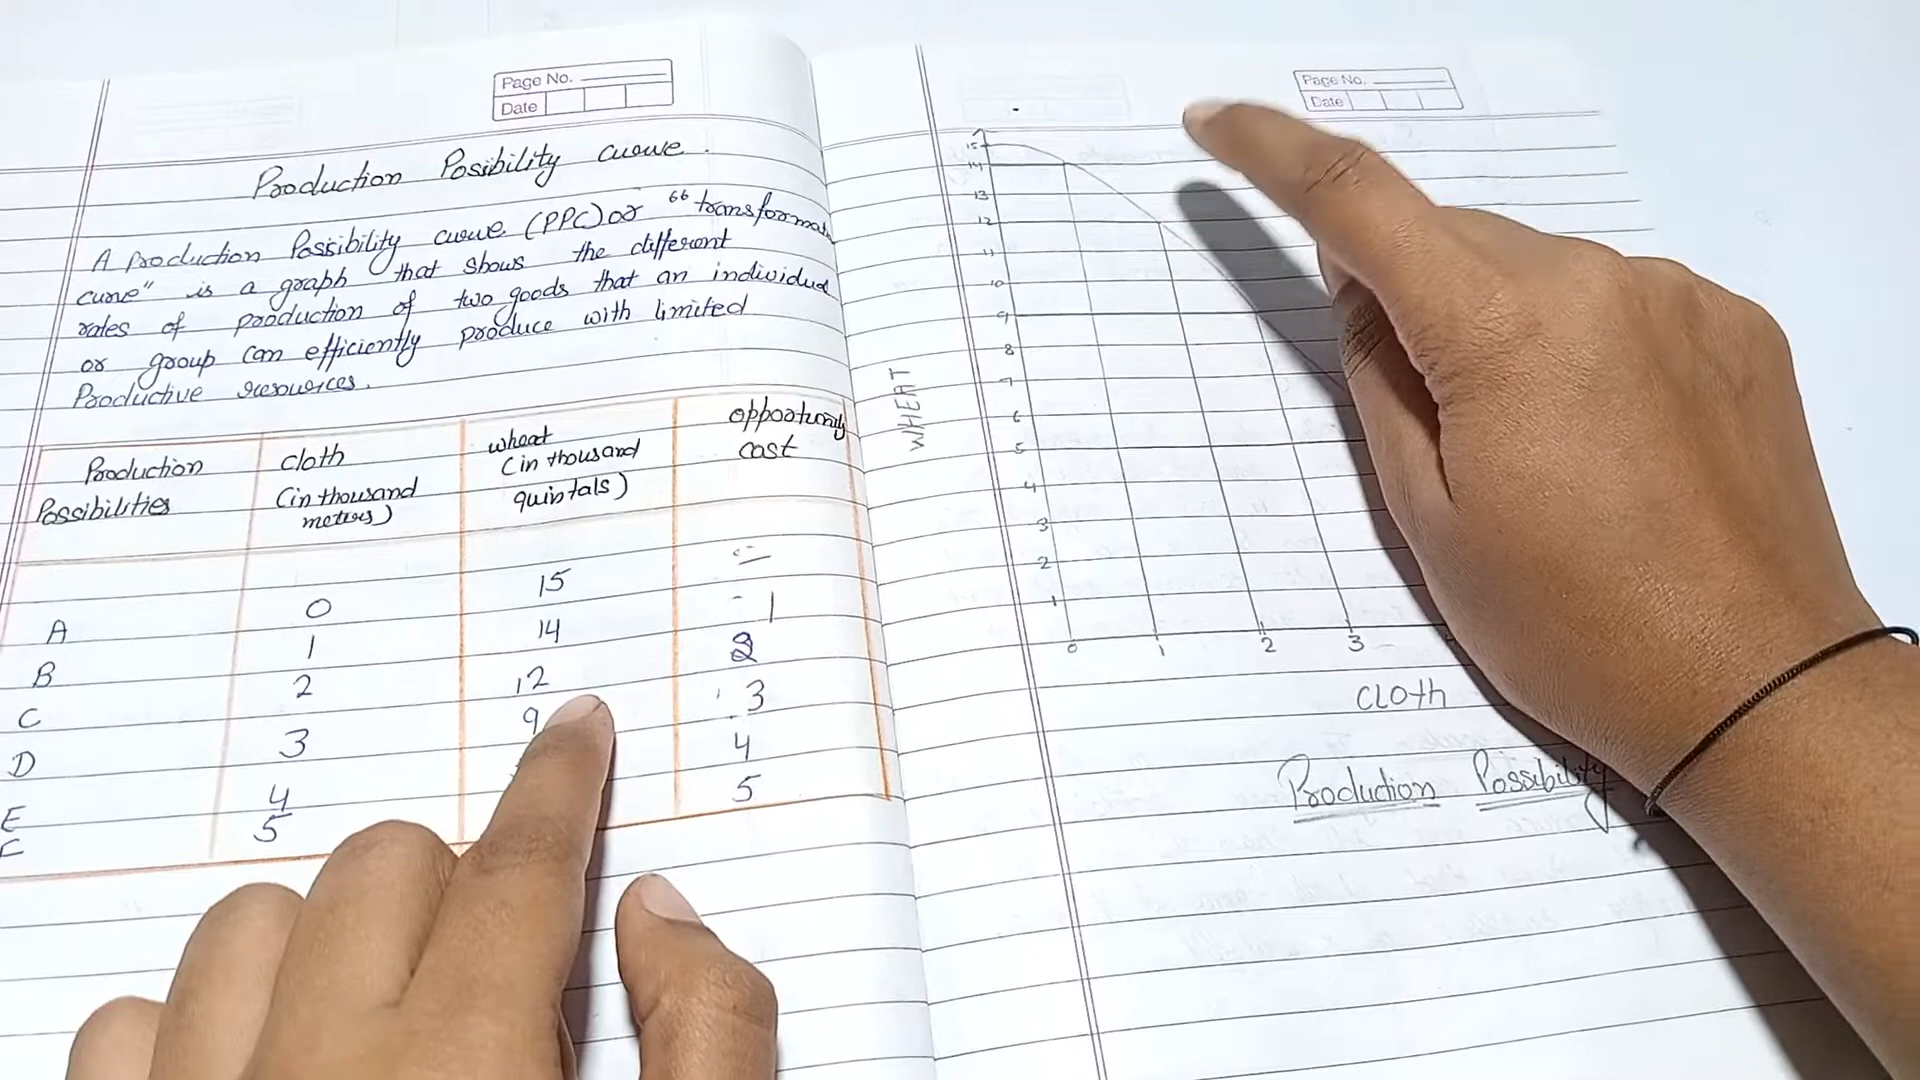 Page No.
Date
Production Posibility curve.
A production Possibility curve (PPC) or "transformat
curve" is a graph that shows the different
rates of production of two goods that an individual
or group can efficiently produce with limited
Productive resources.
Production Possibilities
cloth (in thousand meters)
wheat (in thousand quintals)
opportunity cost
A 0 15 -
B 1 14 1
C 2 12 2
D 3 9 3
E 4 4
F 5 5
Page No.
Date
15
14
13
12
11
10
9
8
7
6
5
4
3
2
1
WHEAT
0 1 2 3
CLOTH
Production Possibility